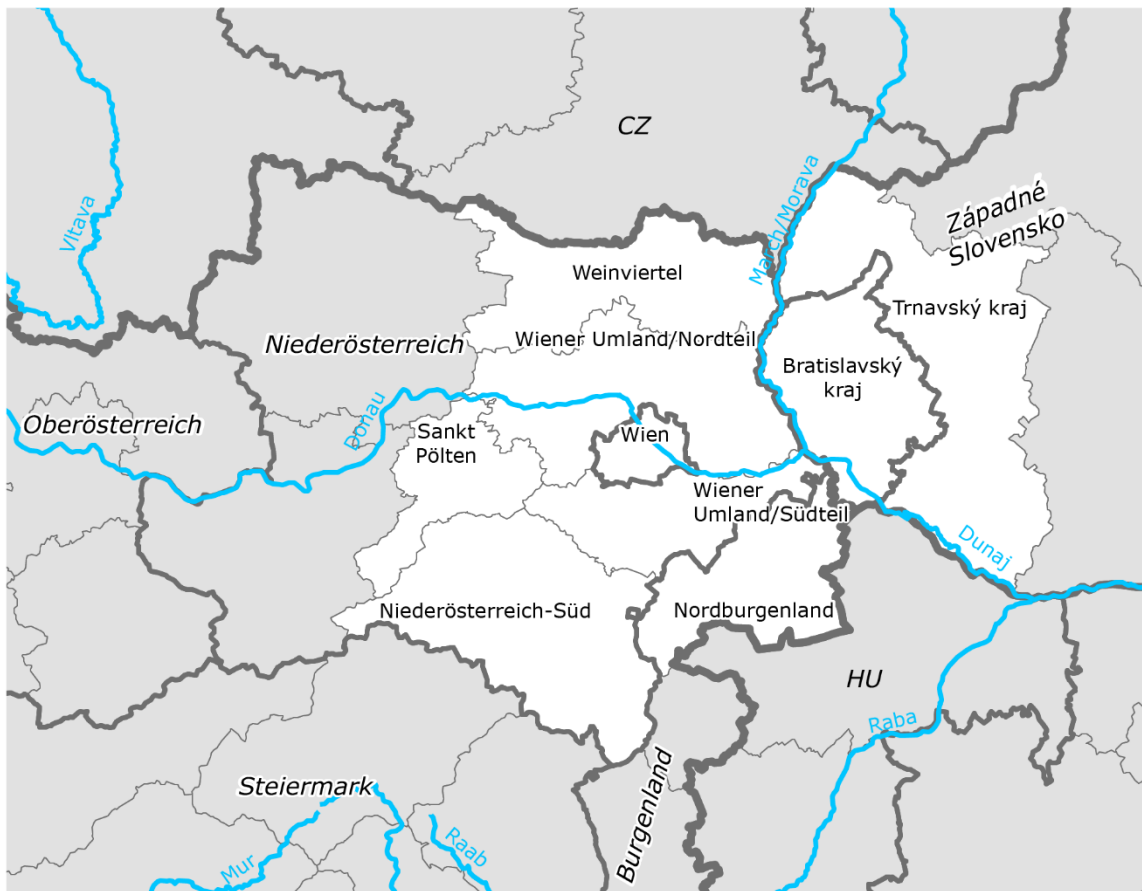 CZ
Vltava
March/Morava
Západné
Slovensko
Weinviertel
Trnavský kraj
Niederösterreich
Wiener Umland/Nordteil
Bratislavský
kraj
Oberösterreich
Donau
Sankt
Pölten
Wien
Wiener
Umland/Südteil
Dunaj
Niederösterreich-Süd
Nordburgenland
HU
Raba
Steiermark
Burgenland
Mur
Raab